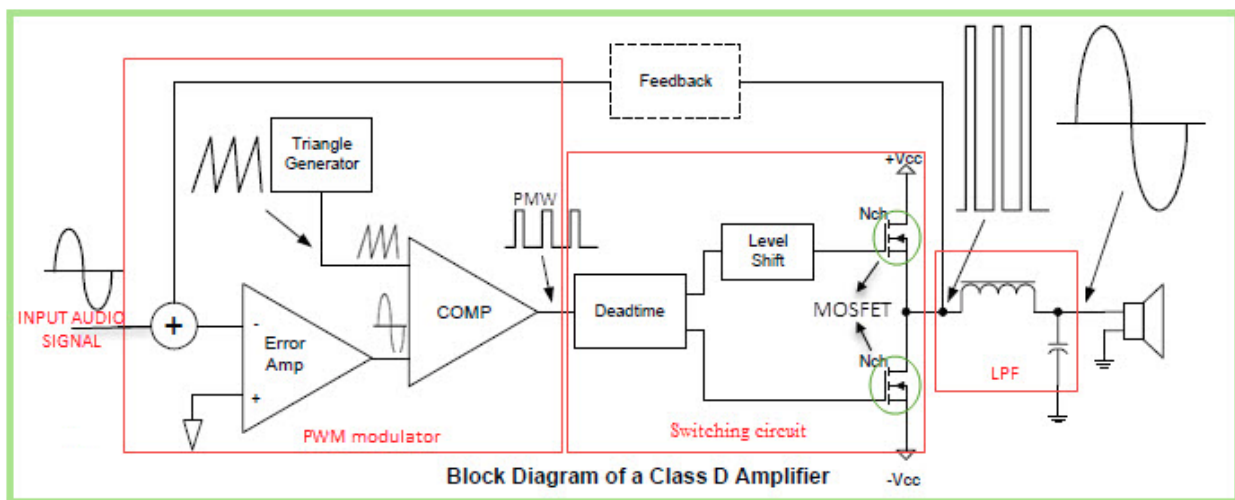 Feedback
Triangle
Generator
+Vcc
PMW
Nch
Level
Shift
INPUT AUDIO
SIGNAL
+
-
Error
Amp
+
COMP
Deadtime
MOSFET
Nch
LPF
PWM modulator
Switching circuit
Block Diagram of a Class D Amplifier
-Vcc